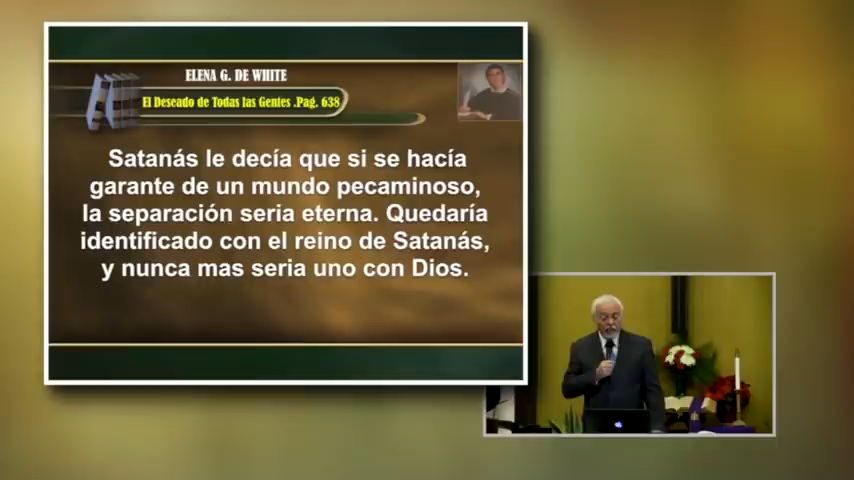 ELENA G. DE WHITE
El Deseado de Todas las Gentes .Pag. 638
Satanás le decía que si se hacía
garante de un mundo pecaminoso,
la separación seria eterna. Quedaría
identificado con el reino de Satanás,
y nunca mas seria uno con Dios.